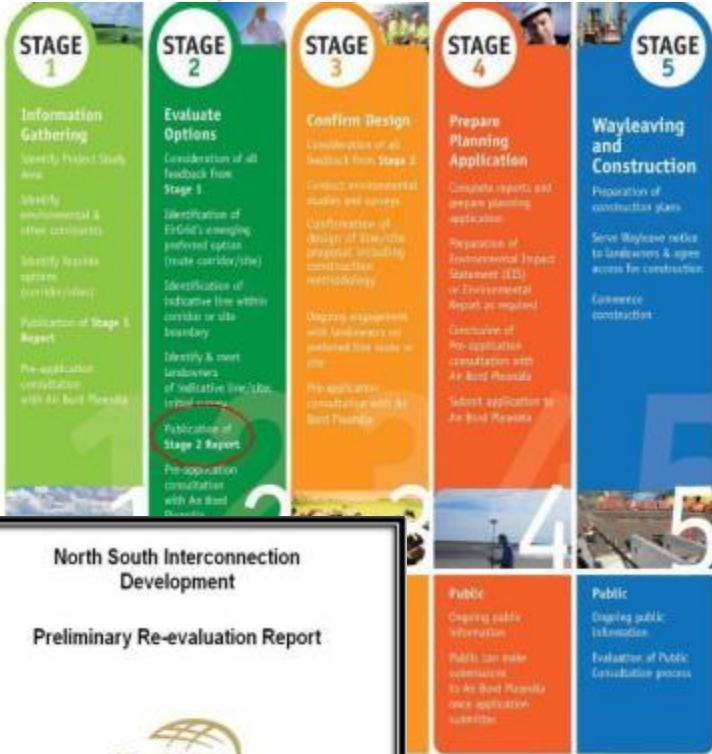 STAGE
1
Information
Gathering
Identify Project Study
Area
Identify
environmental &
other constraints
Identify feasible
options
(corridor/sites)
Publication of Stage 1
Report
Pre-application
consultation
with An Bord Pleanála
1
STAGE
2
Evaluate
Options
Consideration of all
feedback from
Stage 1
Identification of
EirGrid's emerging
preferred option
(route corridor/site)
Identification of
indicative line within
corridor or site
boundary
Identify & meet
landowners
of indicative line/site,
initial survey
Publication of
Stage 2 Report
Pre-application
consultation
with An Bord
Pleanála
2
STAGE
3
Confirm Design
Consideration of all
feedback from Stage 2
Conduct environmental
studies and surveys
Confirmation of
design of line/site
proposal including
construction
methodology
Ongoing engagement
with landowners on
preferred line route or
site
Pre-application
consultation with An
Bord Pleanála
3
STAGE
4
Prepare
Planning
Application
Complete reports and
prepare planning
application
Preparation of
Environmental Impact
Statement (EIS)
or Environmental
Report as required
Conclusion of
Pre-application
consultation with
An Bord Pleanála
Submit application to
An Bord Pleanála
4
Public
Ongoing public
information
Public can make
submissions
to An Bord Pleanála
once application
submitted
STAGE
5
Wayleaving
and
Construction
Preparation of
construction plans
Serve Wayleave notice
to landowners & agree
access for construction
Commence
construction
5
Public
Ongoing public
information
Evaluation of Public
Consultation process
North South Interconnection
Development
Preliminary Re-evaluation Report